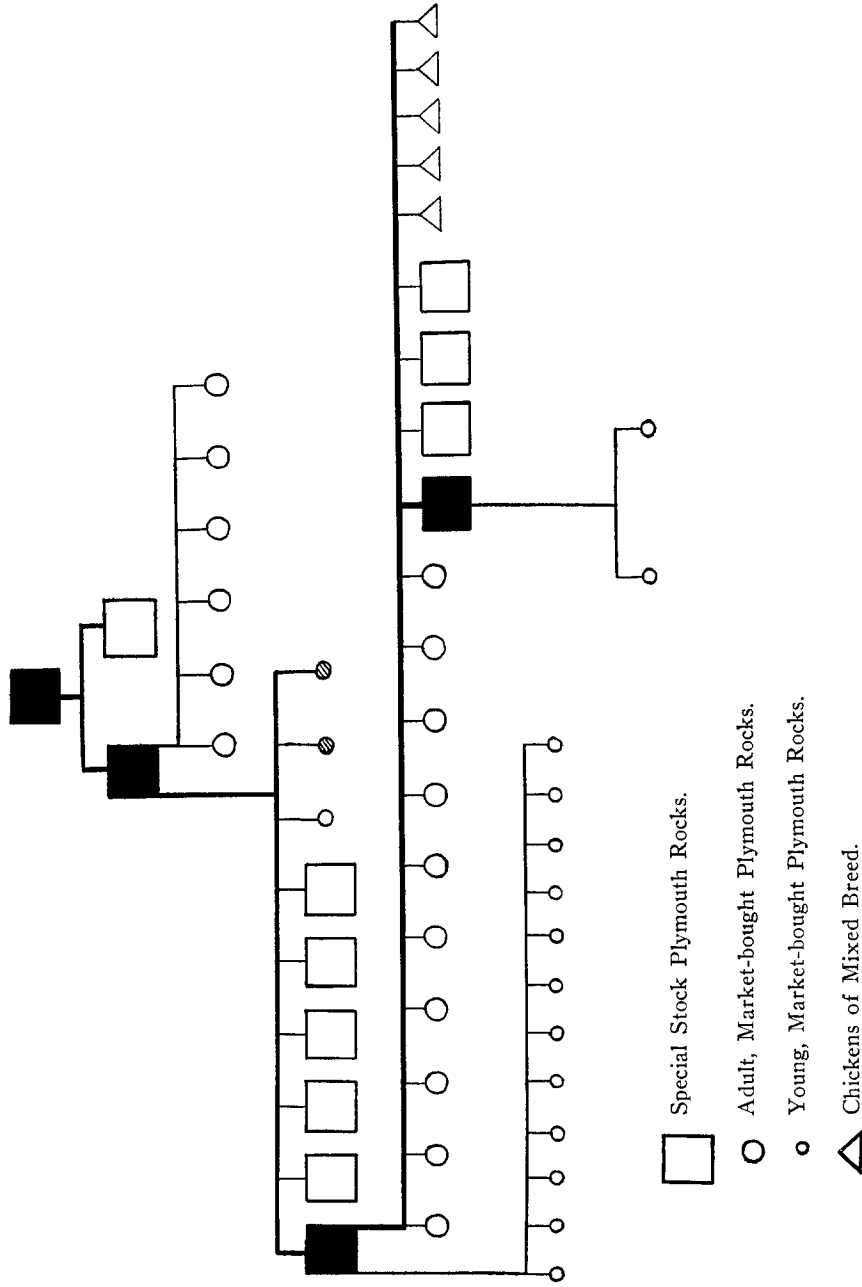 Special Stock Plymouth Rocks.
Adult, Market-bought Plymouth Rocks.
Young, Market-bought Plymouth Rocks.
Chickens of Mixed Breed.